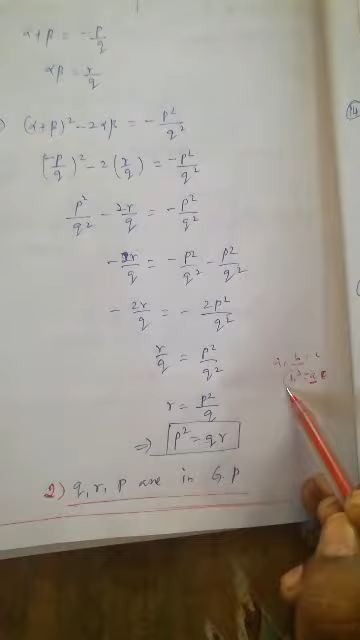 α+β = -p/q
αβ = r/q
(α+β)² - 2αβ = - p²/q²
(-p/q)² - 2(r/q) = -p²/q²
p²/q² - 2r/q = -p²/q²
-2r/q = -p²/q² - p²/q²
- 2r/q = - 2p²/q²
r/q = p²/q²
r = p²/q
⇒ p² = qr
2) q, r, p are in G.P